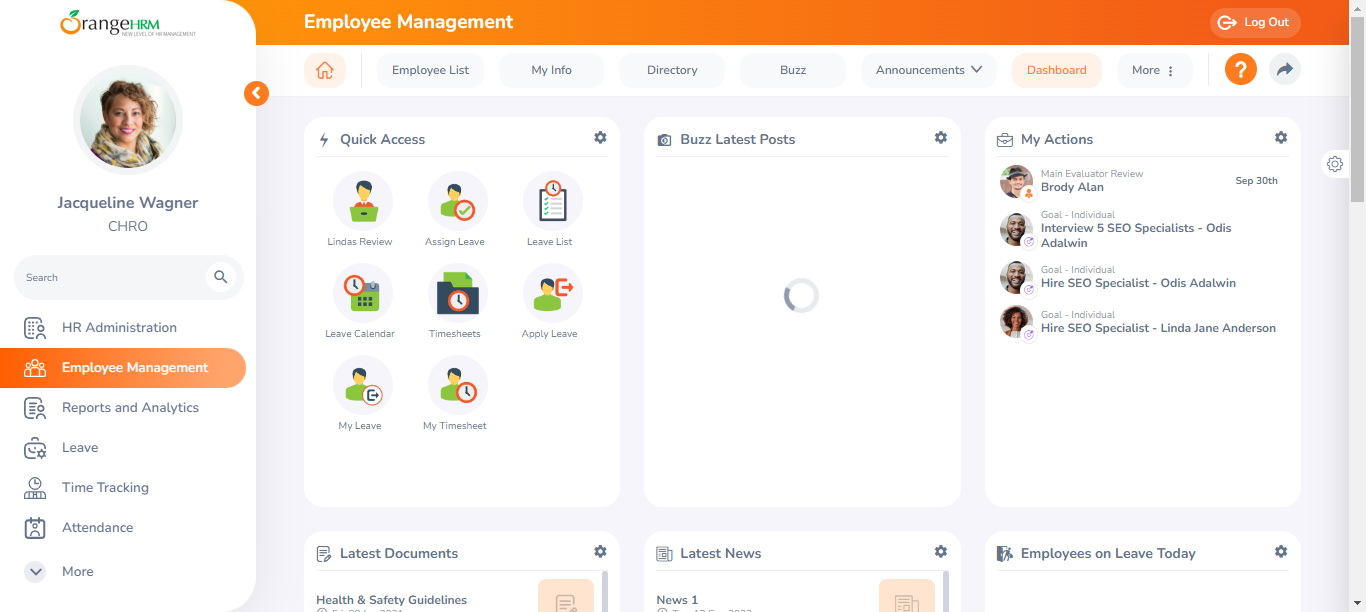 OrangeHRM
NEW LEVEL OF HR MANAGEMENT
Employee Management
Log Out
Jacqueline Wagner
CHRO
Search
HR Administration
Employee Management
Reports and Analytics
Leave
Time Tracking
Attendance
More
Employee List
My Info
Directory
Buzz
Announcements
Dashboard
More
?
Quick Access
Lindas Review
Assign Leave
Leave List
Leave Calendar
Timesheets
Apply Leave
My Leave
My Timesheet
Buzz Latest Posts
My Actions
Main Evaluator Review
Brody Alan
Sep 30th
Goal - Individual
Interview 5 SEO Specialists - Odis
Adalwin
Goal - Individual
Hire SEO Specialist - Odis Adalwin
Goal - Individual
Hire SEO Specialist - Linda Jane Anderson
Latest Documents
Health & Safety Guidelines
Latest News
News 1
Employees on Leave Today